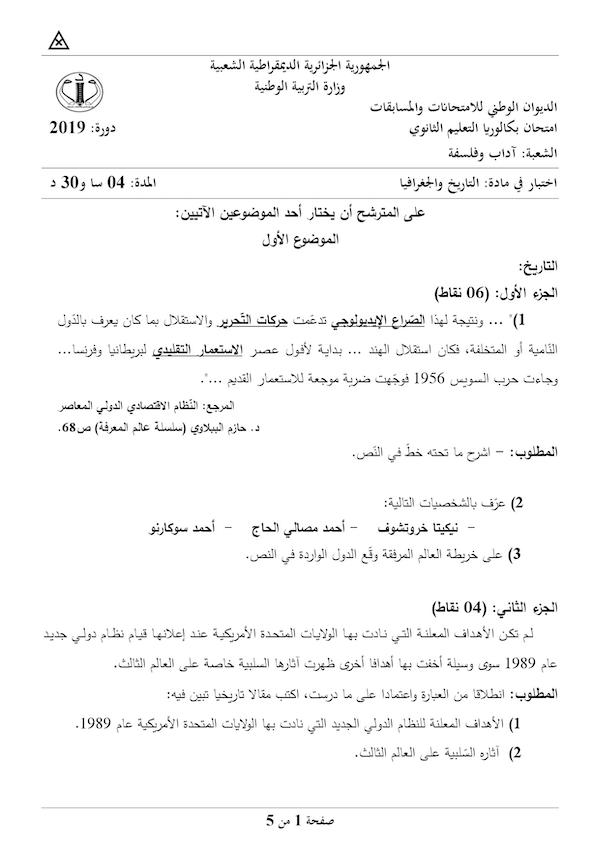 الجمهورية الجزائرية الديمقراطية الشعبية
وزارة التربية الوطنية
الديوان الوطني للامتحانات والمسابقات
امتحان بكالوريا التعليم الثانوي
دورة: 2019
الشعبة: آداب وفلسفة
اختبار في مادة: التاريخ والجغرافيا
المدة: 04 سا و30 د
على المترشح أن يختار أحد الموضوعين الآتيين:
الموضوع الأول
التاريخ:
الجزء الأول: (06 نقاط)
1)" ... ونتيجة لهذا الصّراع الإيديولوجي تدعّمت حركات التّحرير والاستقلال بما كان يعرف بالدّول
النّامية أو المتخلفة، فكان استقلال الهند ... بداية لأفول عصر الاستعمار التقليدي لبريطانيا وفرنسا...
وجاءت حرب السويس 1956 فوجّهت ضربة موجعة للاستعمار القديم ...".
المرجع: النّظام الاقتصادي الدولي المعاصر
د. حازم الببلاوي (سلسلة عالم المعرفة) ص68.
المطلوب: - اشرح ما تحته خطّ في النّص.
2) عرّف بالشخصيات التالية:
- نيكيتا خروتشوف - أحمد مصالي الحاج - أحمد سوكارنو
3) على خريطة العالم المرفقة وقّع الدول الواردة في النص.
الجزء الثاني: (04 نقاط)
لم تكن الأهداف المعلنة التي نادت بها الولايات المتحدة الأمريكية عند إعلانها قيام نظام دولي جديد
عام 1989 سوى وسيلة أخفت بها أهدافا أخرى ظهرت آثارها السلبية خاصة على العالم الثالث.
المطلوب: انطلاقا من العبارة واعتمادا على ما درست، اكتب مقالا تاريخيا تبين فيه:
1) الأهداف المعلنة للنظام الدولي الجديد التي نادت بها الولايات المتحدة الأمريكية عام 1989.
2) آثاره السّلبية على العالم الثالث.
صفحة 1 من 5